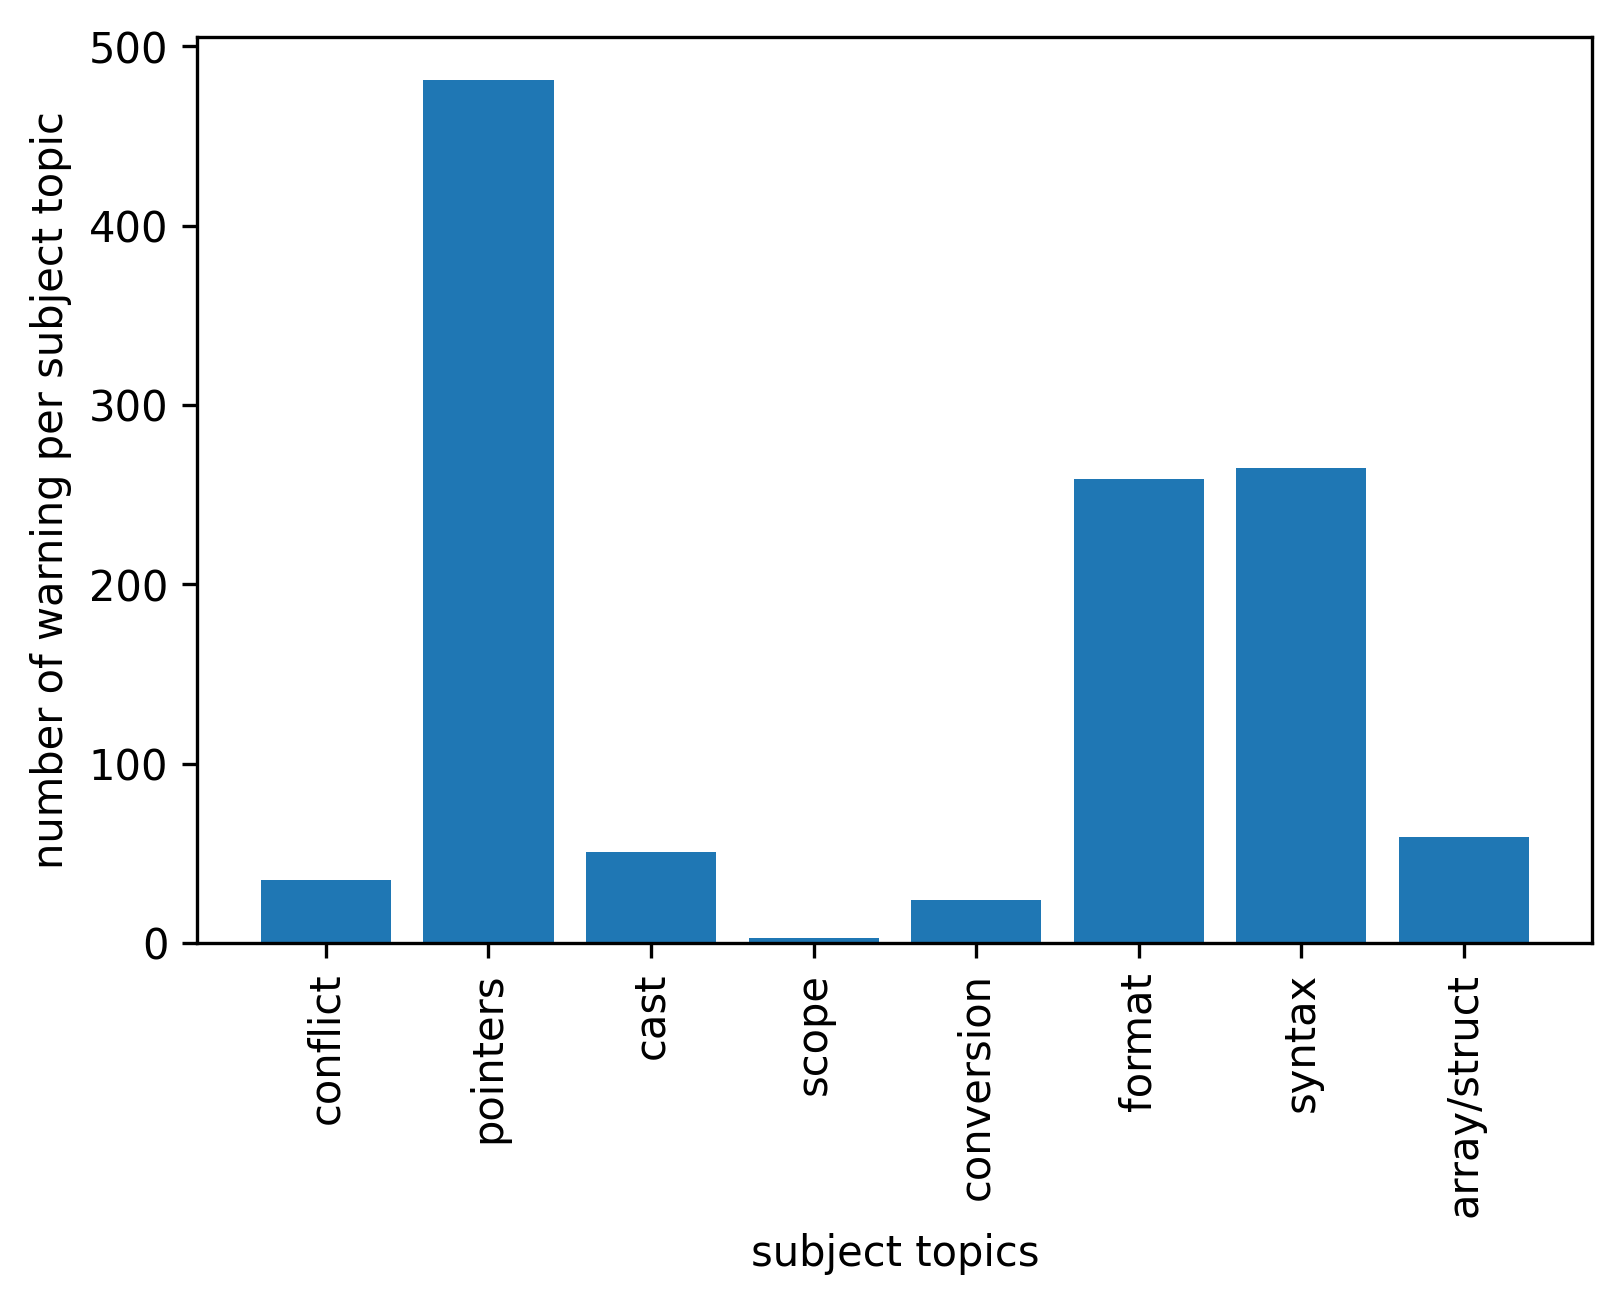 number of warning per subject topic
500
400
300
200
100
0
conflict
pointers
cast
scope
conversion
format
syntax
array/struct
subject topics